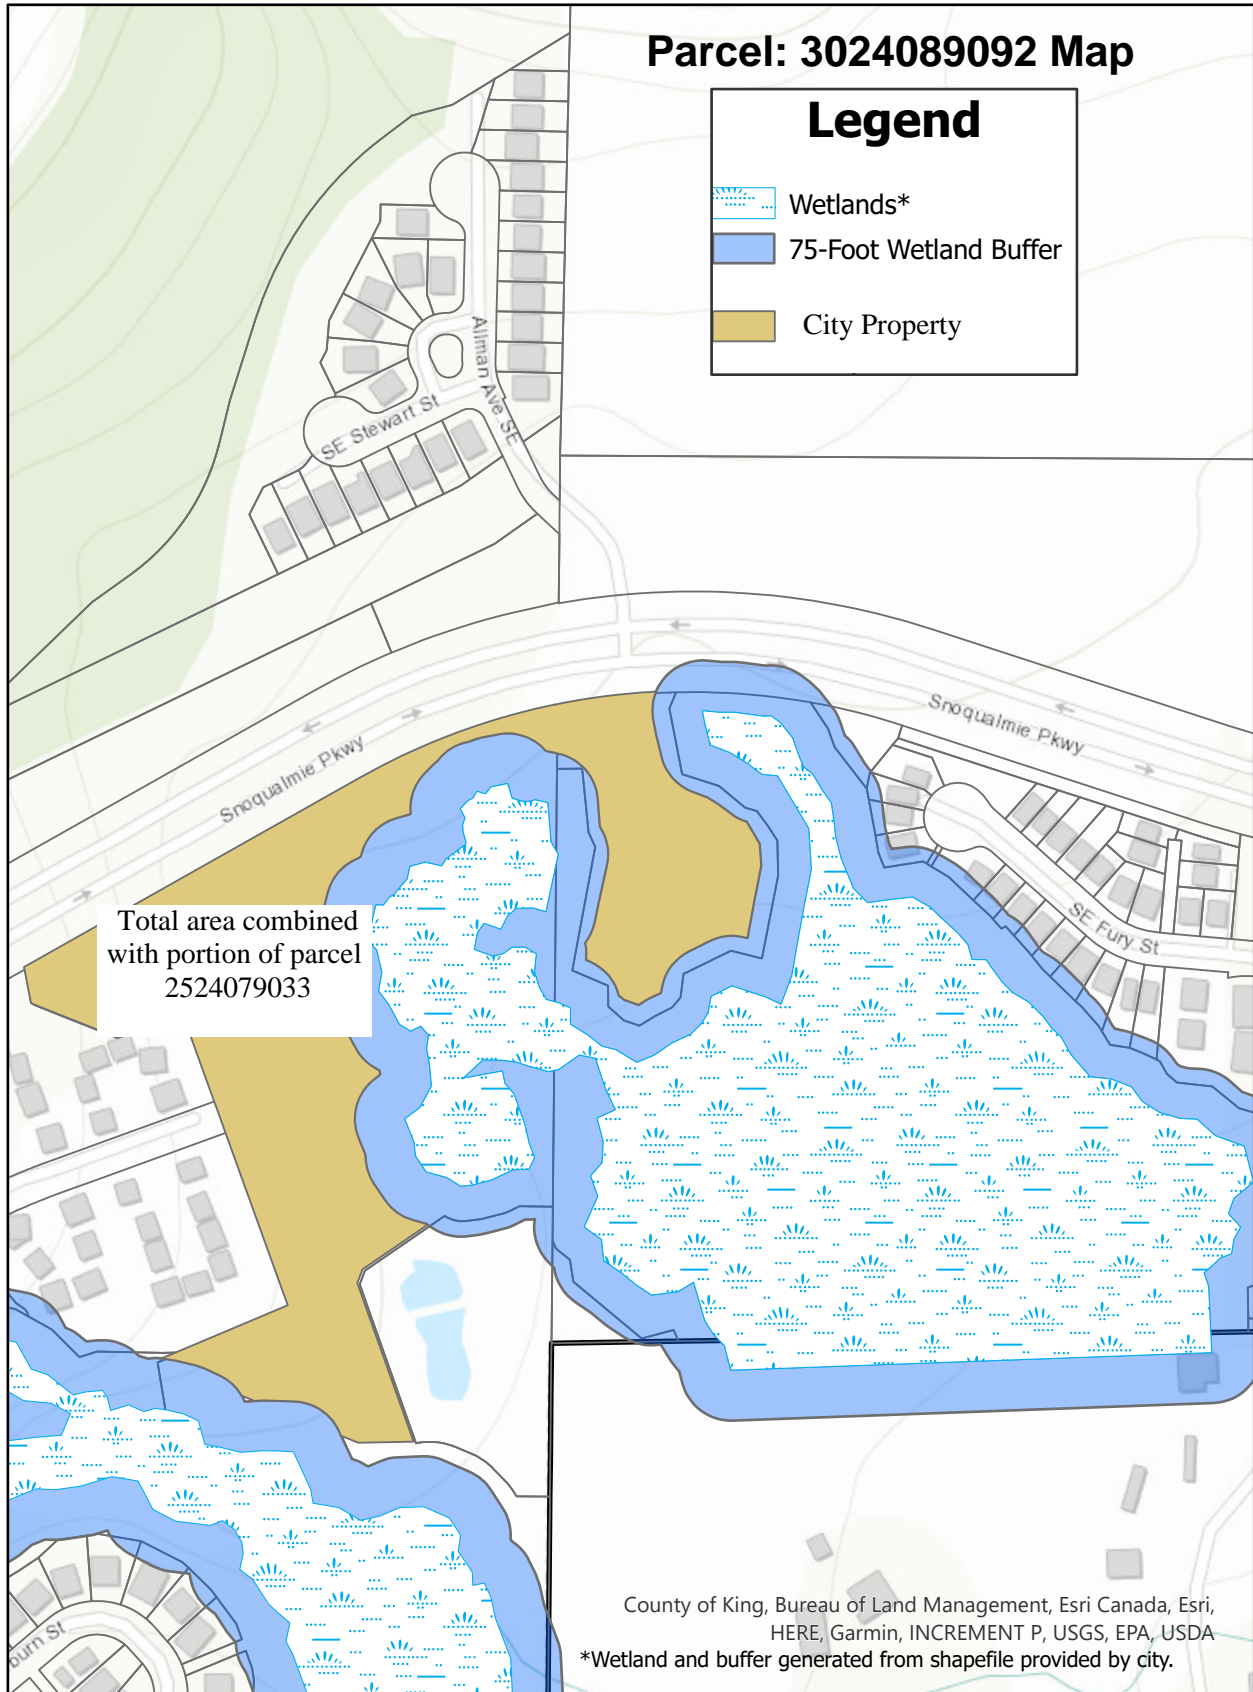 Parcel: 3024089092 Map
Legend
Wetlands*
75-Foot Wetland Buffer
City Property
Allman Ave SE
SE Stewart St
Snoqualmie Pkwy
Snoqualmie Pkwy
SE Fury St
Total area combined
with portion of parcel
2524079033
burn St
County of King, Bureau of Land Management, Esri Canada, Esri,
HERE, Garmin, INCREMENT P, USGS, EPA, USDA
*Wetland and buffer generated from shapefile provided by city.